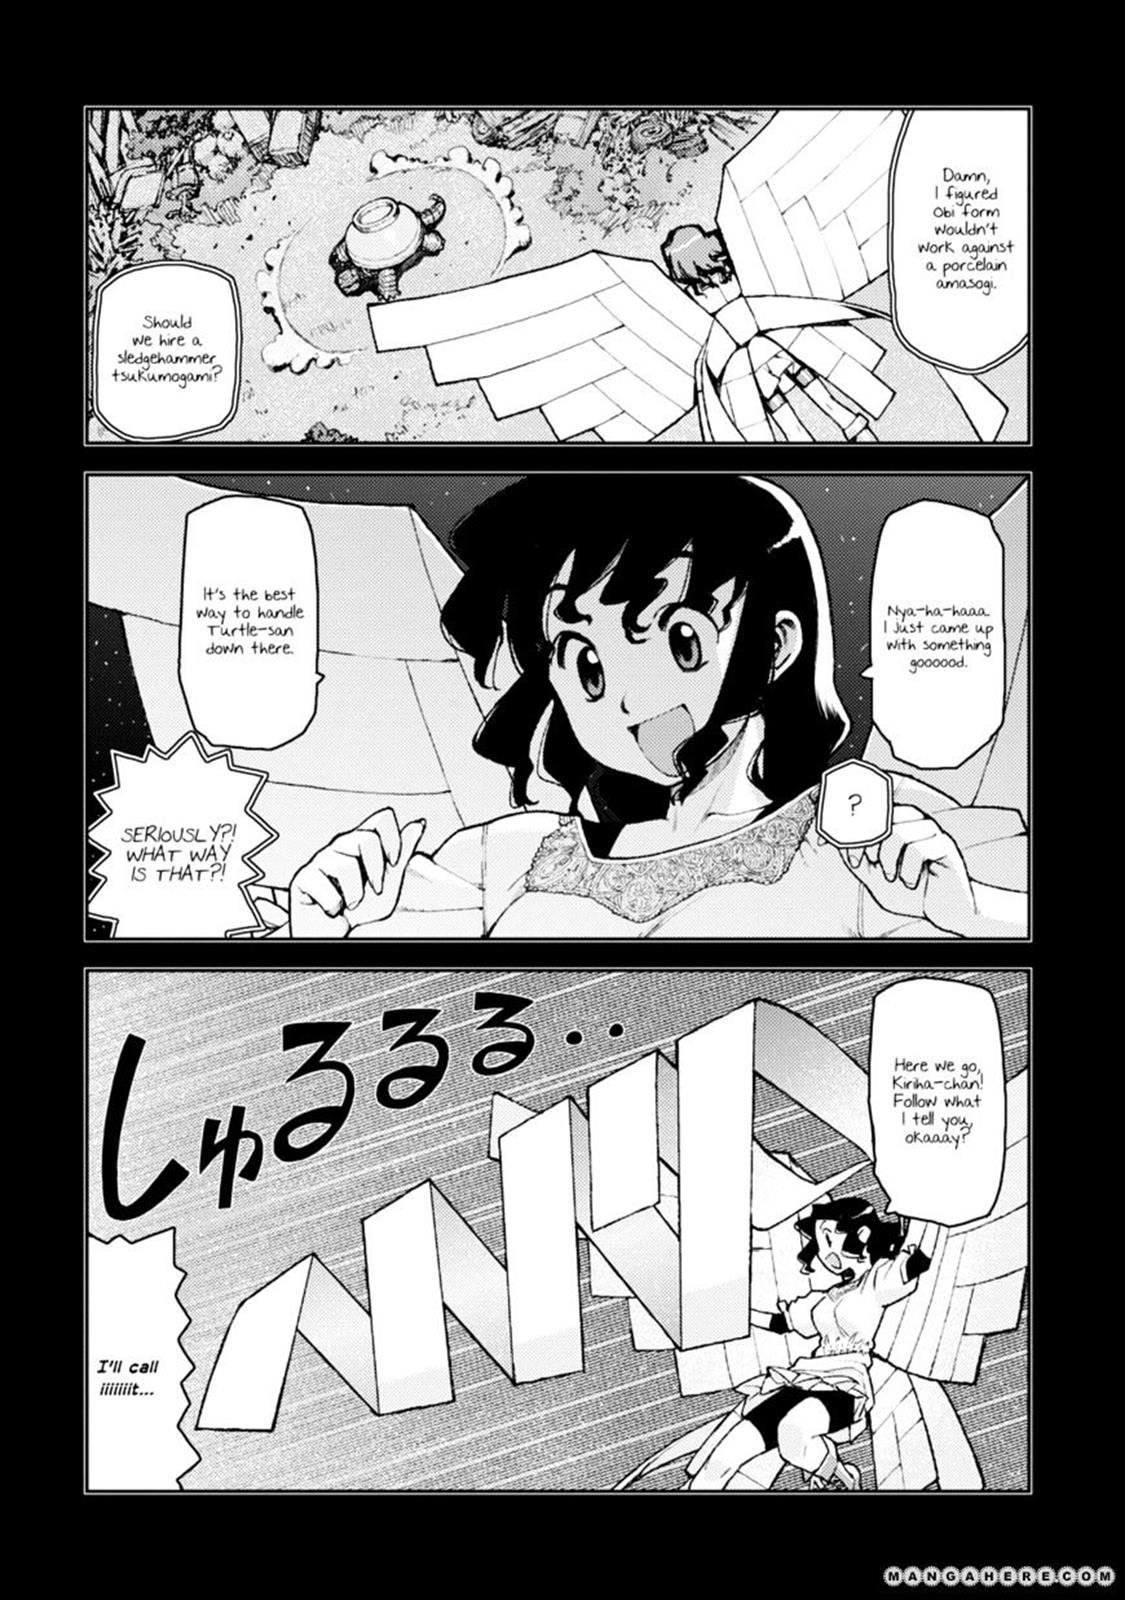 Damn,
I figured
Obi form
wouldn't
work against
a porcelain
amasogi.
Should
we hire a
sledgehammer
tsukumogami?
Nya-ha-haaa.
I just came up
with something
goooood.
?
It's the best
way to handle
Turtle-san
down there.
SERIOUSLY?!
WHAT WAY
IS THAT?!
Here we go,
Kiriha-chan!
Follow what
I tell you,
okaaay?
しゅるるる・・
I'll call
iiiiiiit...
MANGAHERE.COM